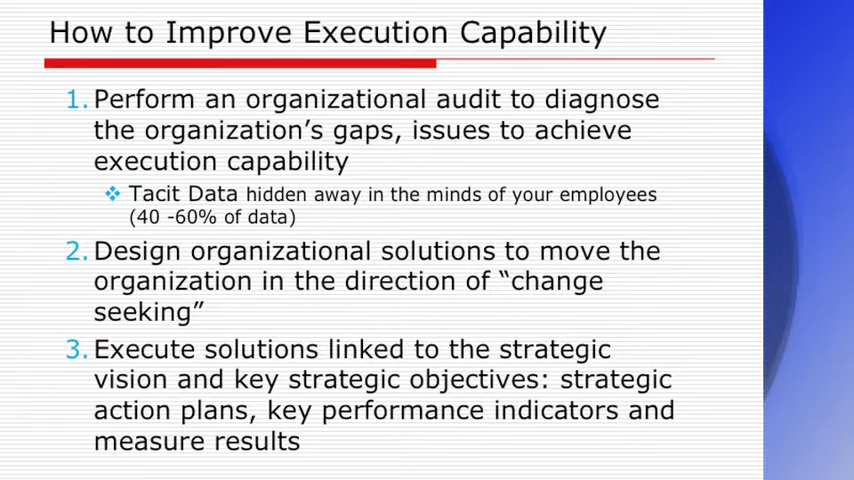 How to Improve Execution Capability
1. Perform an organizational audit to diagnose
the organization’s gaps, issues to achieve
execution capability
❖ Tacit Data hidden away in the minds of your employees
(40 -60% of data)
2. Design organizational solutions to move the
organization in the direction of “change
seeking”
3. Execute solutions linked to the strategic
vision and key strategic objectives: strategic
action plans, key performance indicators and
measure results